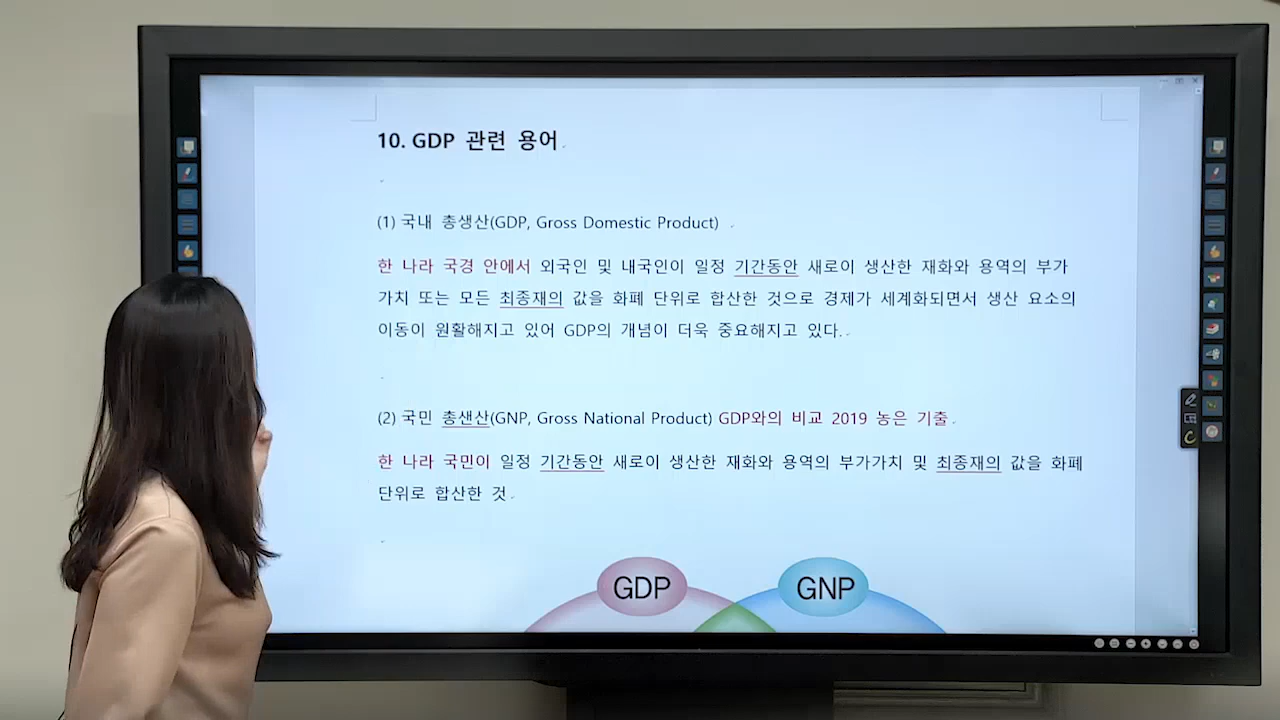 10. GDP 관련 용어
(1) 국내 총생산(GDP, Gross Domestic Product)
한 나라 국경 안에서 외국인 및 내국인이 일정 기간동안 새로이 생산한 재화와 용역의 부가
가치 또는 모든 최종재의 값을 화폐 단위로 합산한 것으로 경제가 세계화되면서 생산 요소의
이동이 원활해지고 있어 GDP의 개념이 더욱 중요해지고 있다.
(2) 국민 총샌산(GNP, Gross National Product) GDP와의 비교 2019 농은 기출
한 나라 국민이 일정 기간동안 새로이 생산한 재화와 용역의 부가가치 및 최종재의 값을 화폐
단위로 합산한 것
GDP GNP